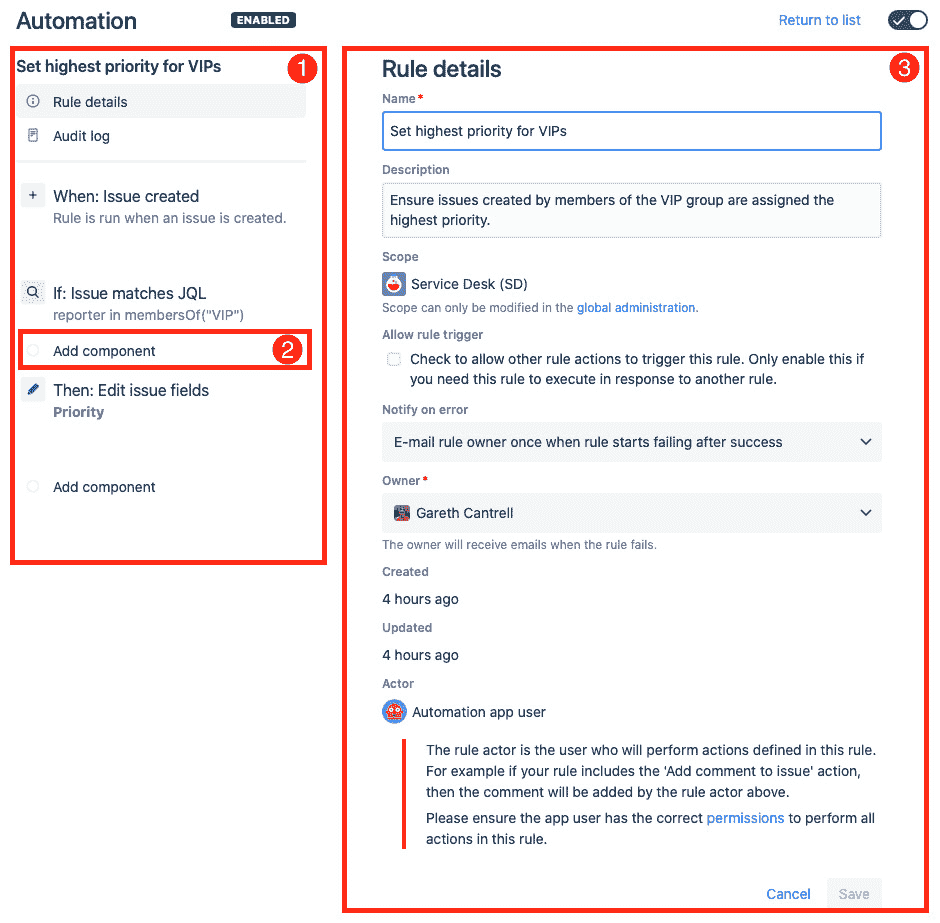 Automation
ENABLED
Return to list
Set highest priority for VIPs
1
Rule details
Audit log
When: Issue created
Rule is run when an issue is created.
If: Issue matches JQL
reporter in membersOf("VIP")
Add component
2
Then: Edit issue fields
Priority
Add component
Rule details
3
Name*
Set highest priority for VIPs
Description
Ensure issues created by members of the VIP group are assigned the
highest priority.
Scope
Service Desk (SD)
Scope can only be modified in the global administration.
Allow rule trigger
Check to allow other rule actions to trigger this rule. Only enable this if
you need this rule to execute in response to another rule.
Notify on error
E-mail rule owner once when rule starts failing after success
Owner*
Gareth Cantrell
The owner will receive emails when the rule fails.
Created
4 hours ago
Updated
4 hours ago
Actor
Automation app user
The rule actor is the user who will perform actions defined in this rule.
For example if your rule includes the 'Add comment to issue' action,
then the comment will be added by the rule actor above.
Please ensure the app user has the correct permissions to perform all
actions in this rule.
Cancel
Save